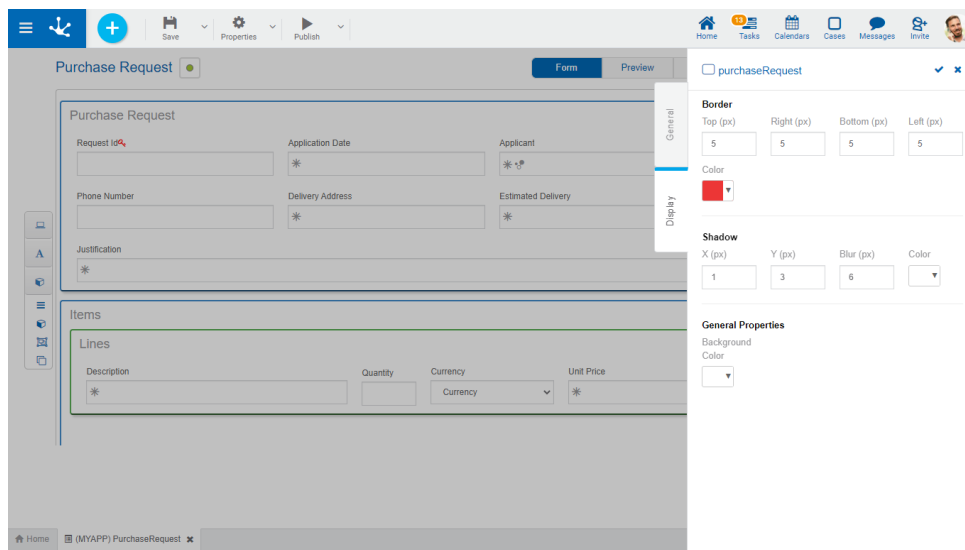 Save
Properties
Publish
13
Home
Tasks
Calendars
Cases
Messages
Invite
Purchase Request
Form
Preview
Purchase Request
Request Id
Application Date
Applicant
Phone Number
Delivery Address
Estimated Delivery
Justification
A
Items
Lines
Description
Quantity
Currency
Unit Price
Currency
General
Display
purchaseRequest
Border
Top (px)
Right (px)
Bottom (px)
Left (px)
5
5
5
5
Color
Shadow
X (px)
Y (px)
Blur (px)
Color
1
3
6
General Properties
Background
Color
Home
(MYAPP) PurchaseRequest